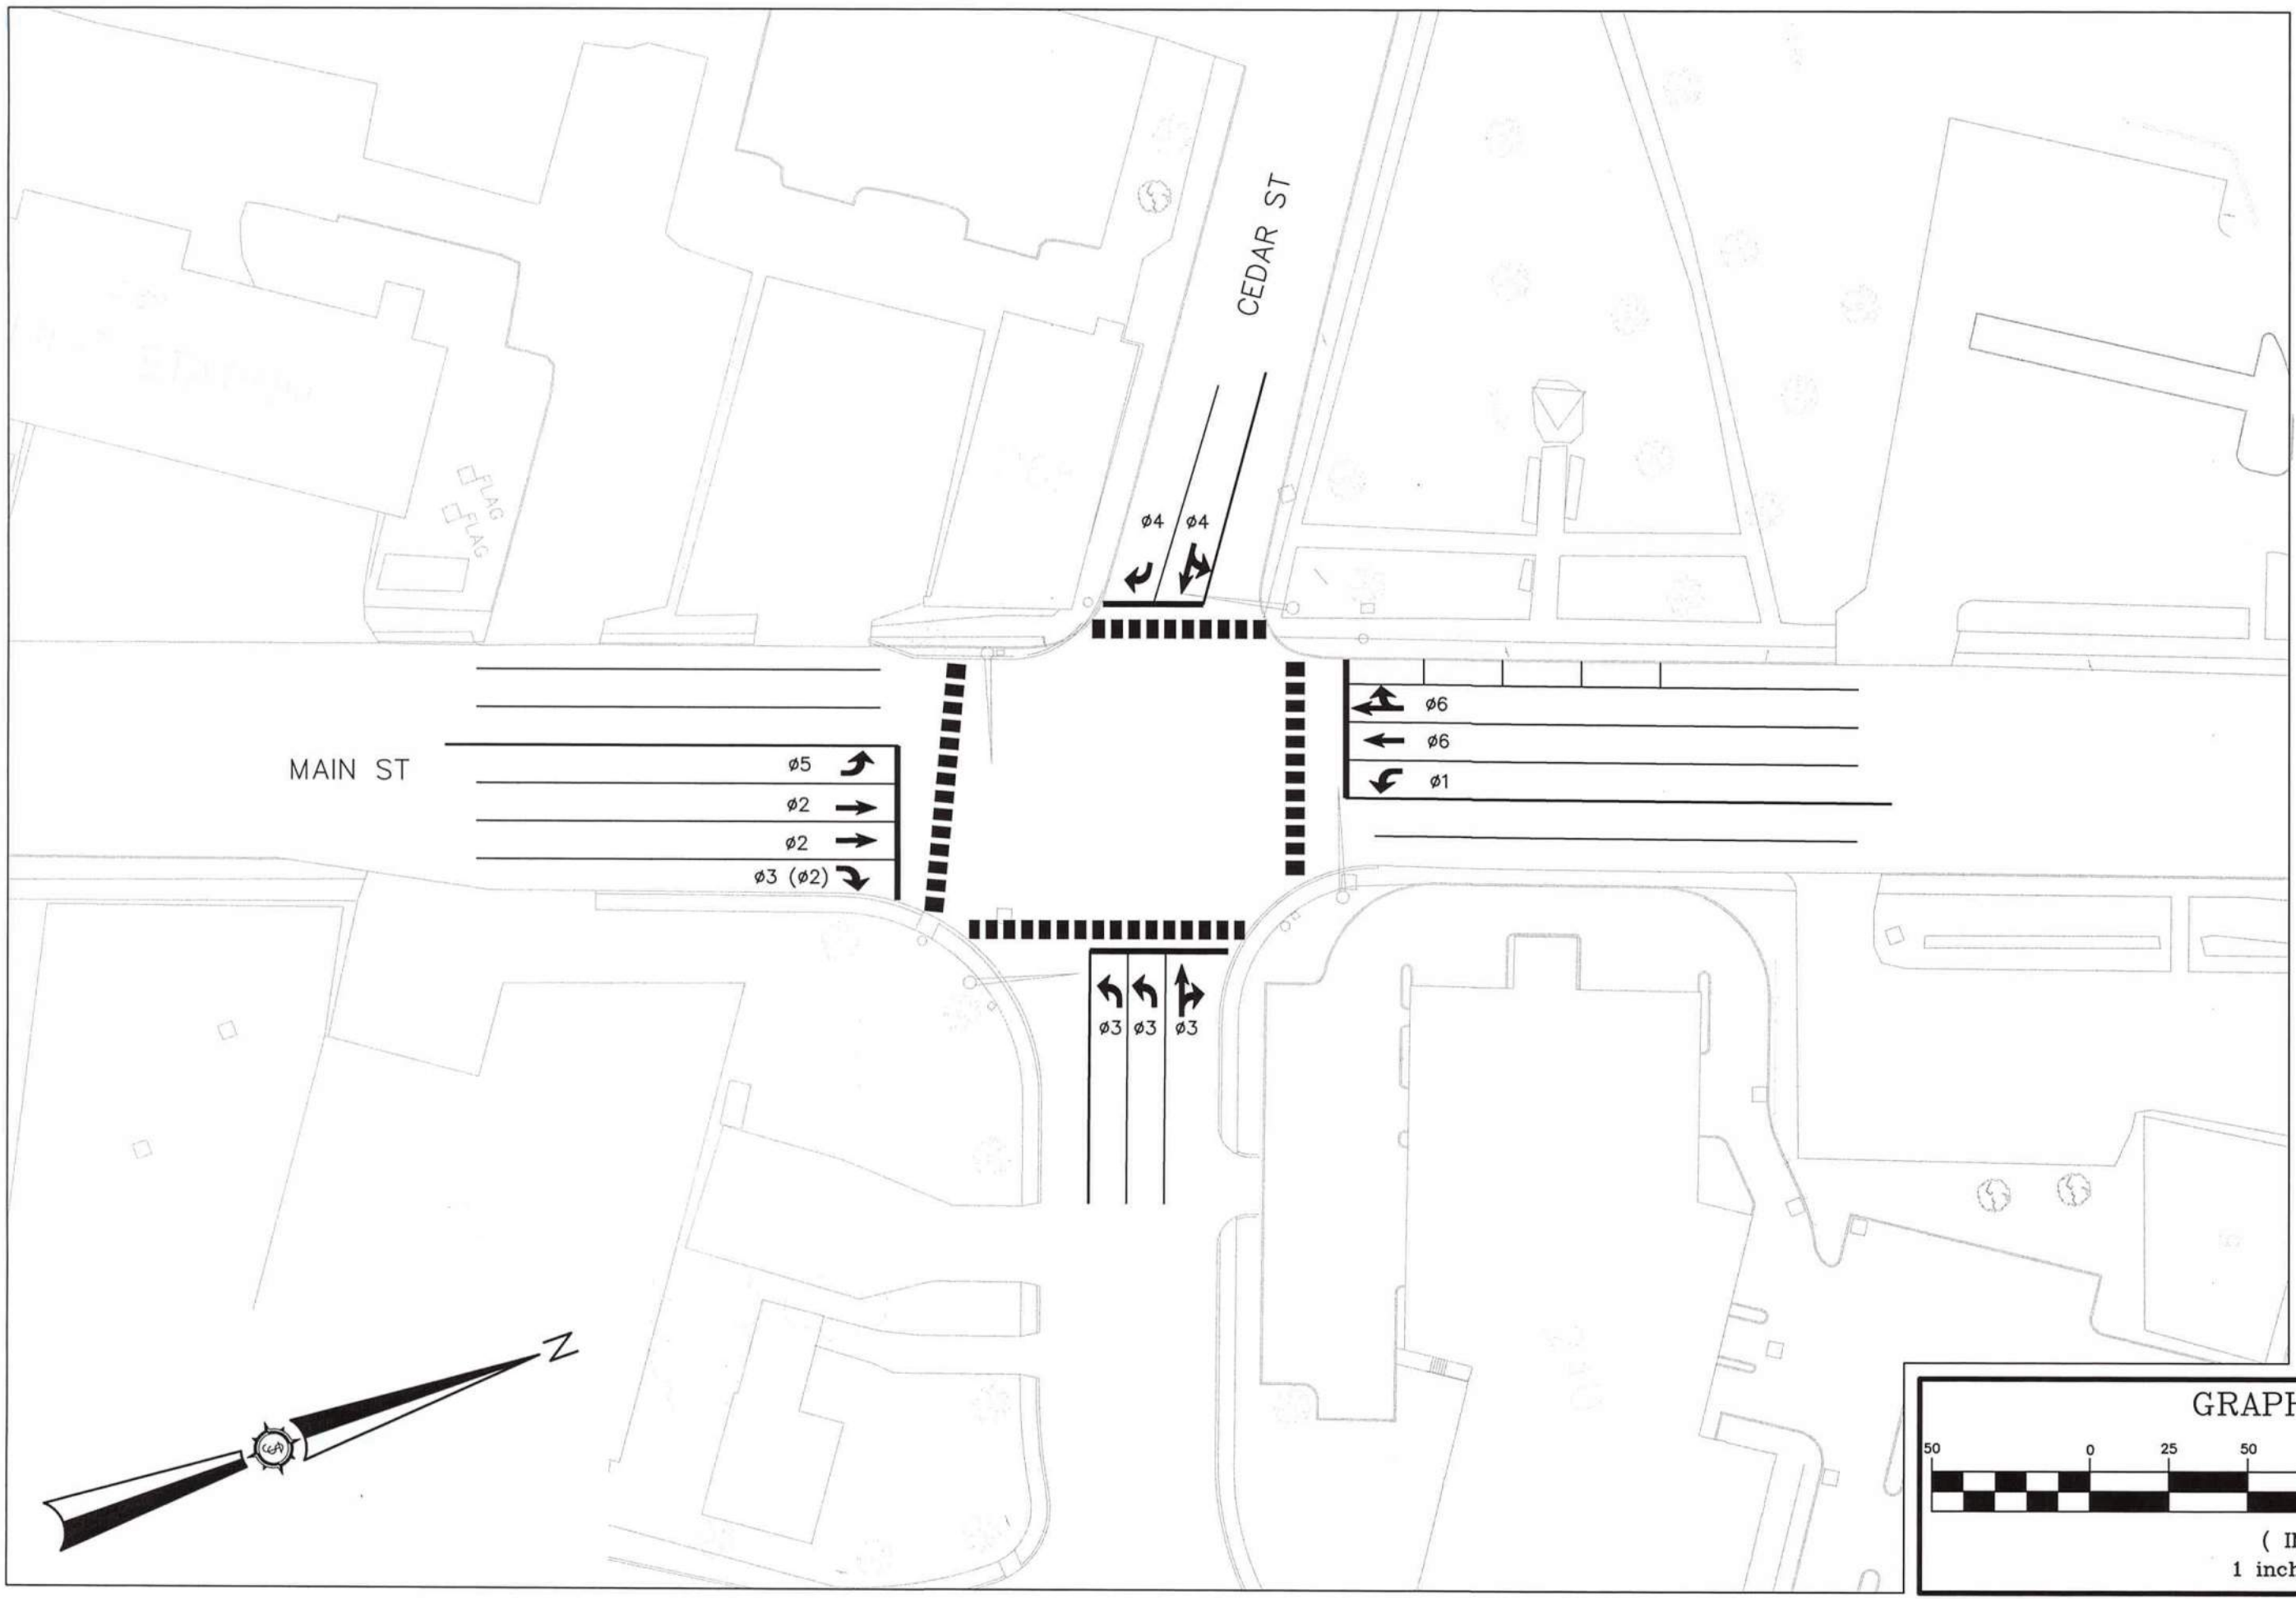 CEDAR ST
FLAG
FLAG
ø4 ø4
MAIN ST
ø5
ø2
ø2
ø3 (ø2)
ø6
ø6
ø1
ø3 ø3 ø3
N
GRAPH
50 0 25 50
( I
1 inch